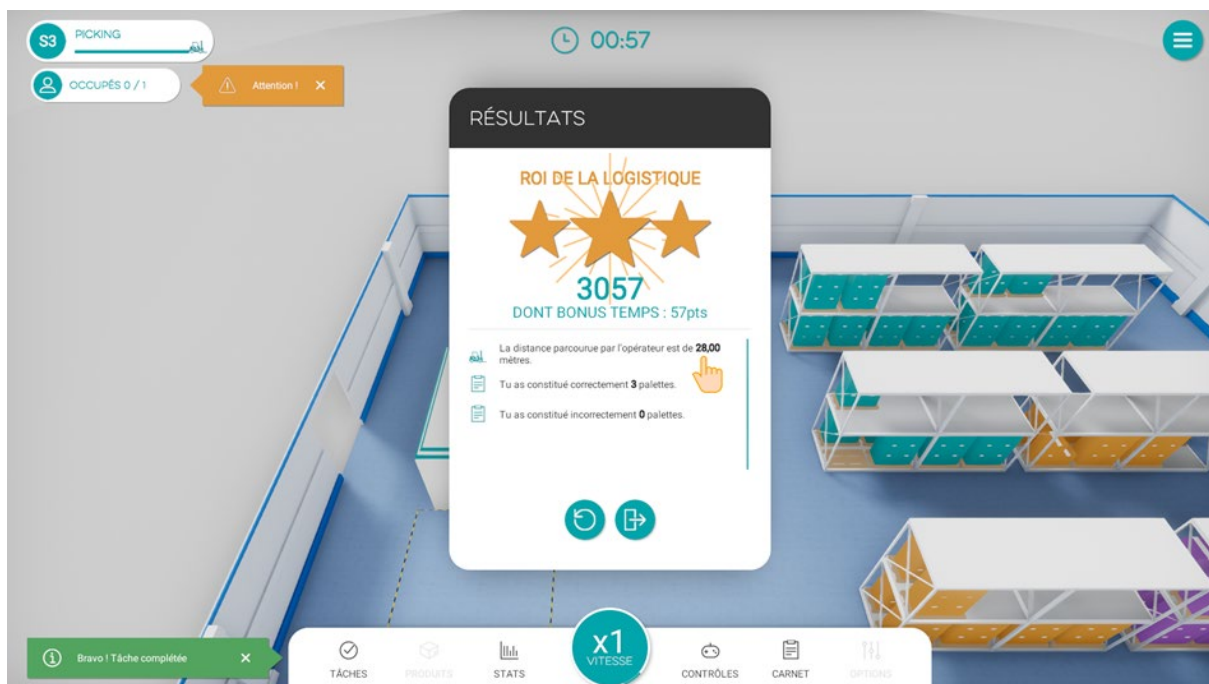 S3
PICKING
00:57
OCCUPÉS 0 / 1
Attention !
RÉSULTATS
ROI DE LA LOGISTIQUE
3057
DONT BONUS TEMPS : 57pts
La distance parcourue par l'opérateur est de 28,00
mètres.
Tu as constitué correctement 3 palettes.
Tu as constitué incorrectement 0 palettes.
Bravo ! Tâche complétée
TÂCHES
PRODUITS
STATS
X1
VITESSE
CONTRÔLES
CARNET
OPTIONS